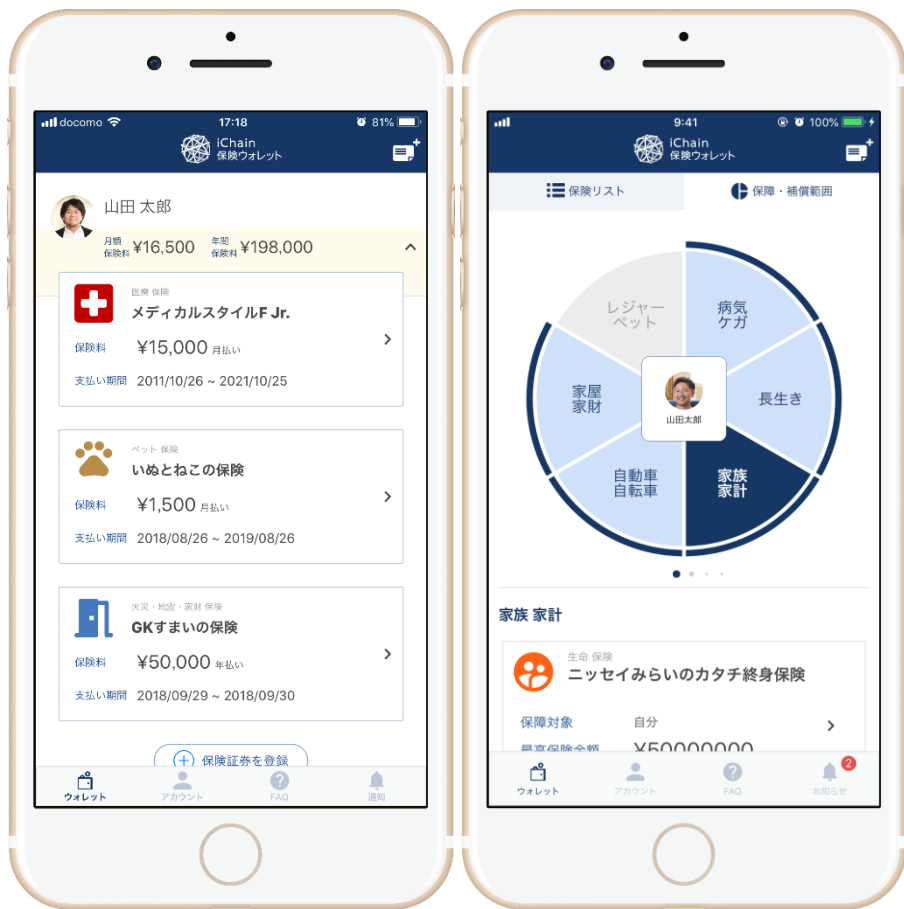 docomo 17:18 81%
iChain
保険ウォレット
山田 太郎
月額
保険料 ¥16,500 年間
保険料 ¥198,000
医療 保険
メディカルスタイルF Jr.
保険料 ¥15,000 月払い
支払い期間 2011/10/26 ~ 2021/10/25
ペット 保険
いぬとねこの保険
保険料 ¥1,500 月払い
支払い期間 2018/08/26 ~ 2019/08/26
火災・地震・家財 保険
GKすまいの保険
保険料 ¥50,000 年払い
支払い期間 2018/09/29 ~ 2018/09/30
保険証券を登録
ウォレット アカウント FAQ 通知
9:41 100%
iChain
保険ウォレット
保険リスト 保障・補償範囲
レジャー
ペット
病気
ケガ
家屋
家財
山田太郎
長生き
自動車
自転車
家族
家計
家族 家計
生命 保険
ニッセイみらいのカタチ終身保険
保障対象 自分
最高保険金額 ¥50000000
ウォレット アカウント FAQ お知らせ
2